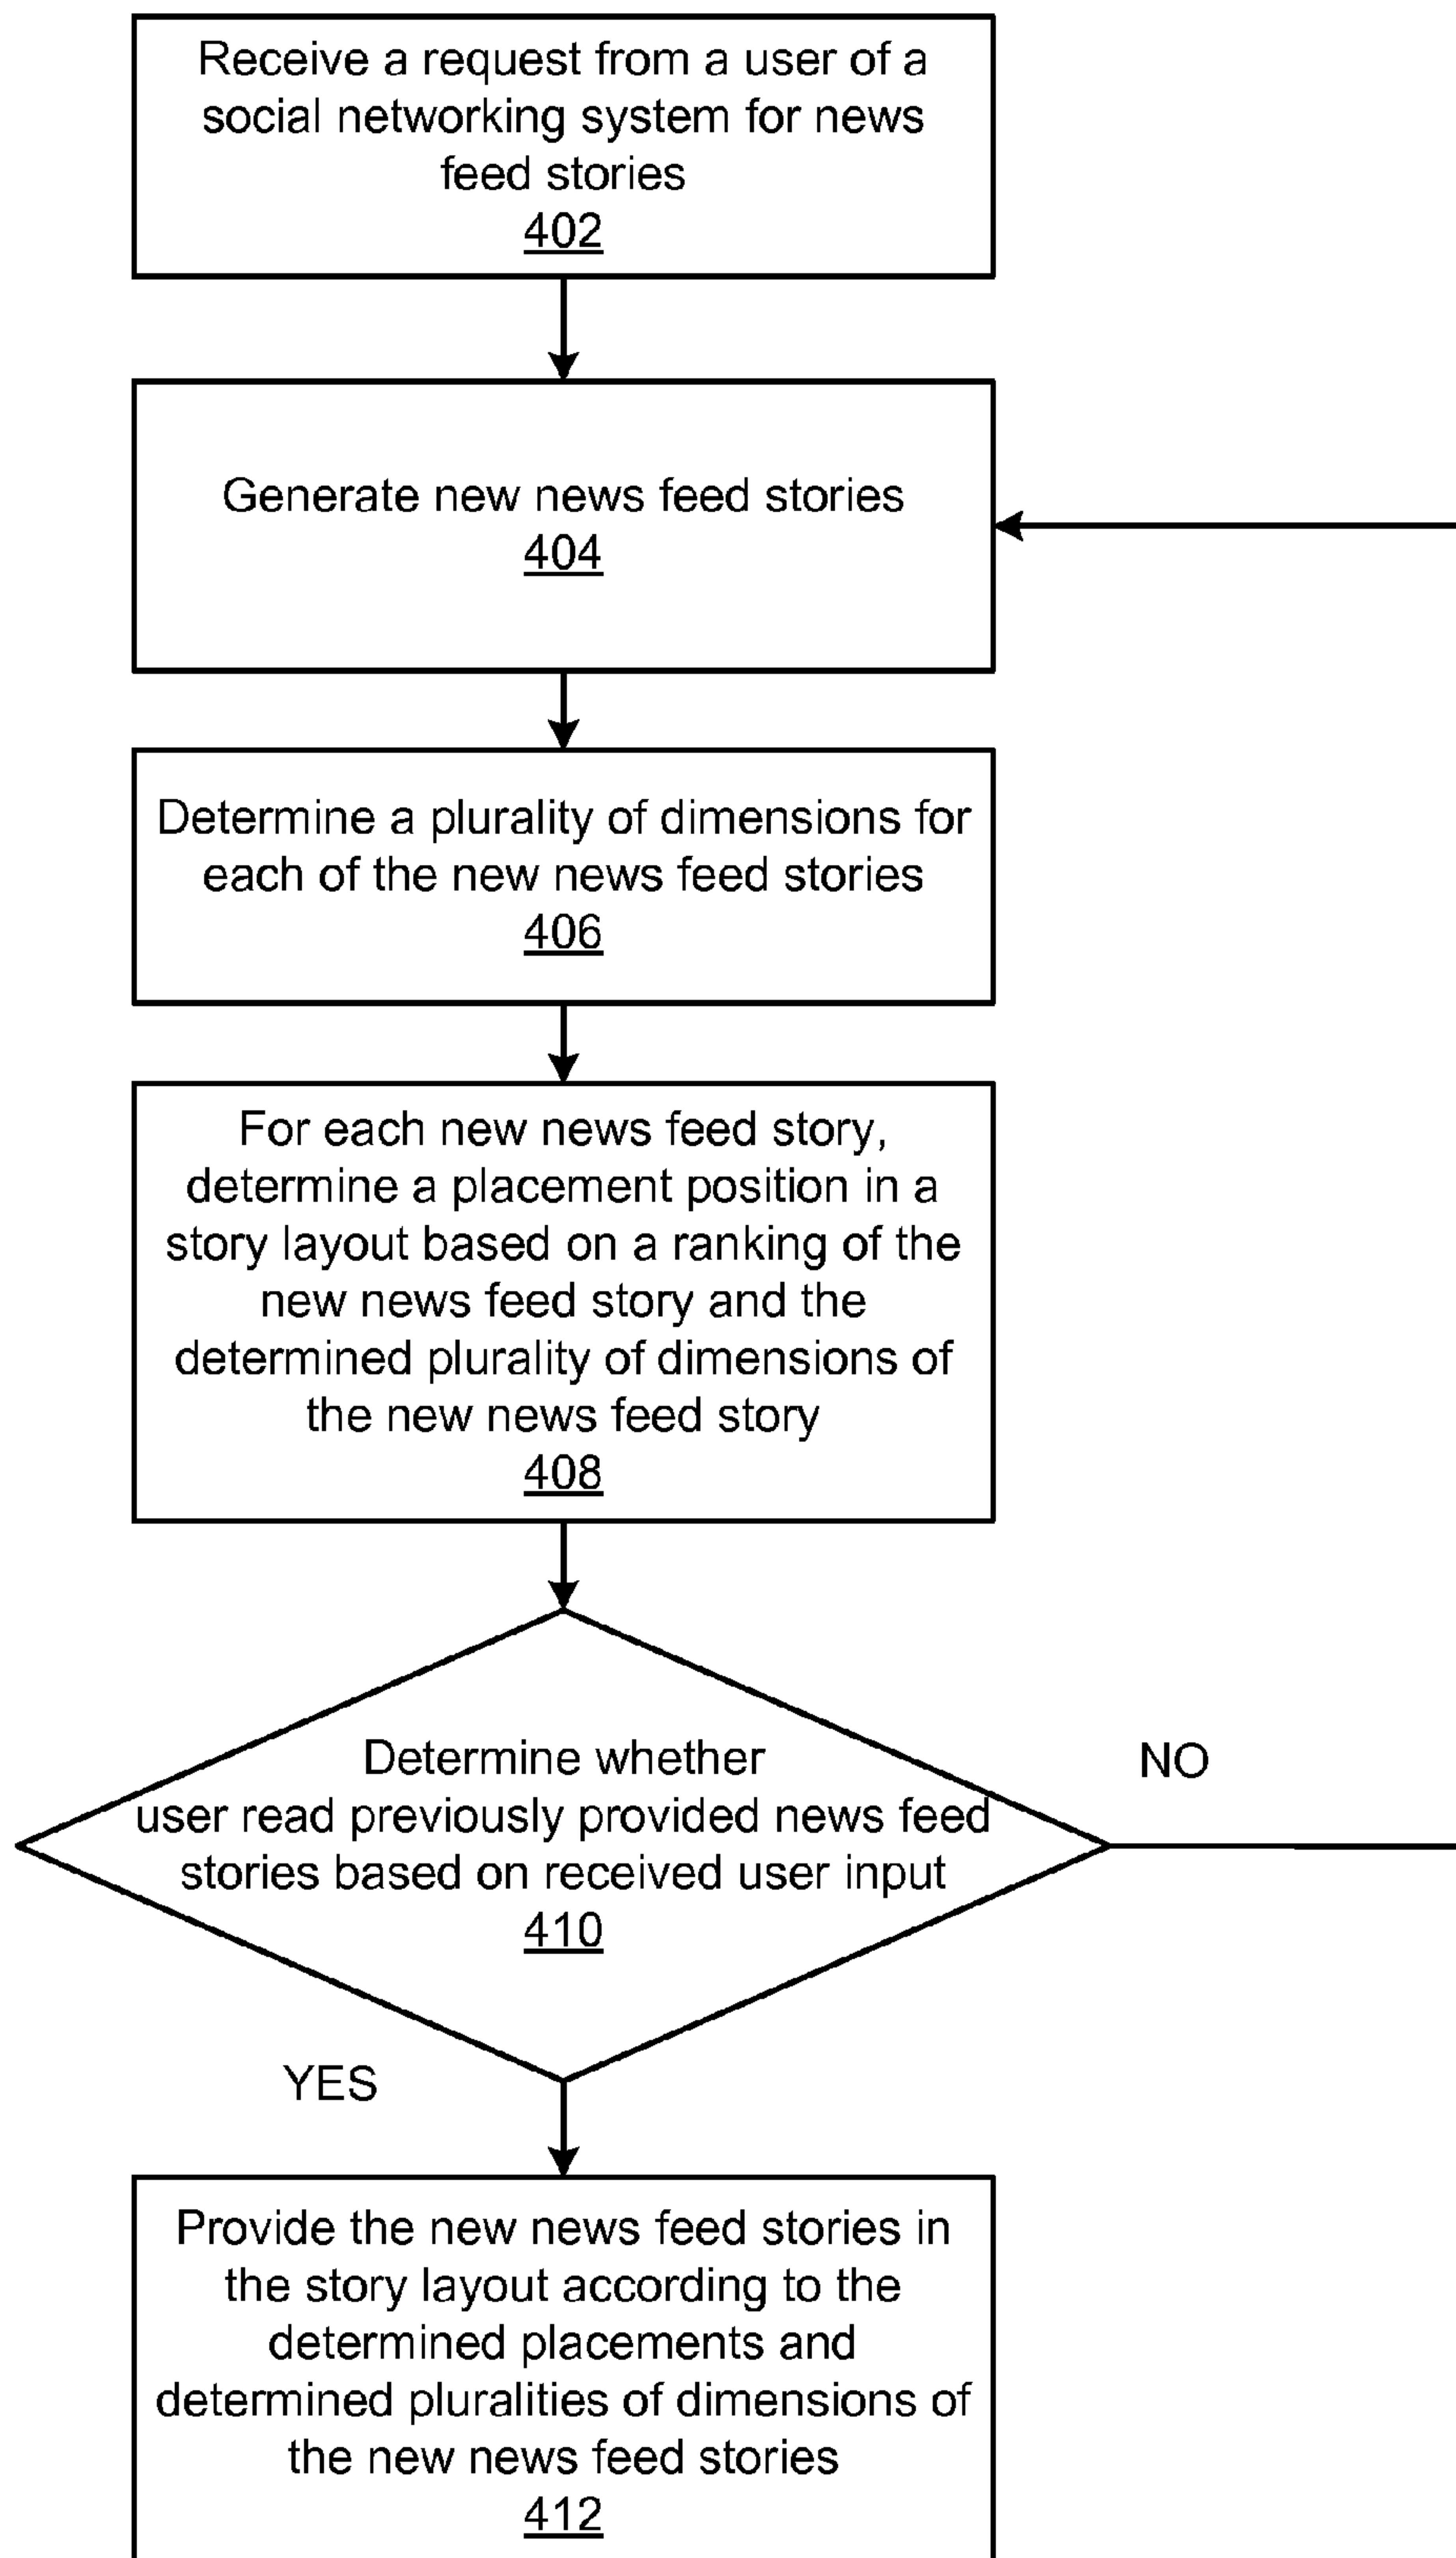 Receive a request from a user of a
social networking system for news
feed stories
402
Generate new news feed stories
404
Determine a plurality of dimensions for
each of the new news feed stories
406
For each new news feed story,
determine a placement position in a
story layout based on a ranking of the
new news feed story and the
determined plurality of dimensions of
the new news feed story
408
Determine whether
user read previously provided news feed
stories based on received user input
410
NO
YES
Provide the new news feed stories in
the story layout according to the
determined placements and
determined pluralities of dimensions of
the new news feed stories
412